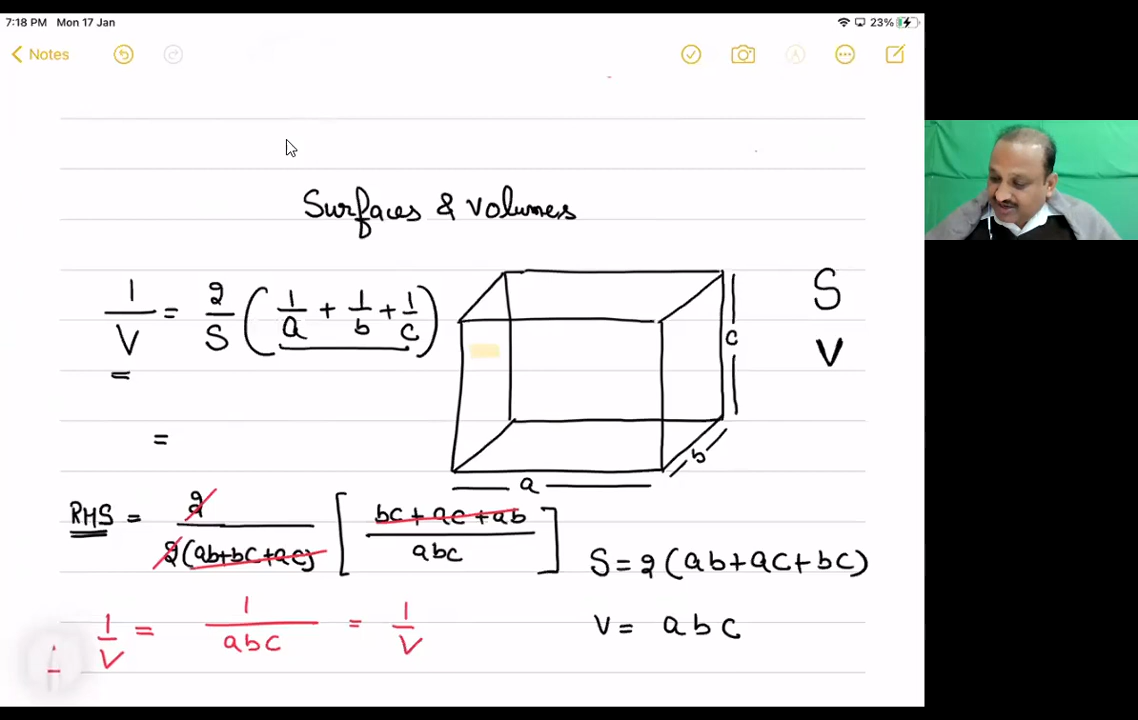 7:18 PM Mon 17 Jan
23%
Notes
Surfaces & Volumes
1/V = 2/S (1/a + 1/b + 1/c)
S
V
c
=
b
a
RHS = 2/2(ab+bc+ac) [bc+ac+ab/abc]
S = 2(ab+ac+bc)
1/V = 1/abc = 1/V
V = abc